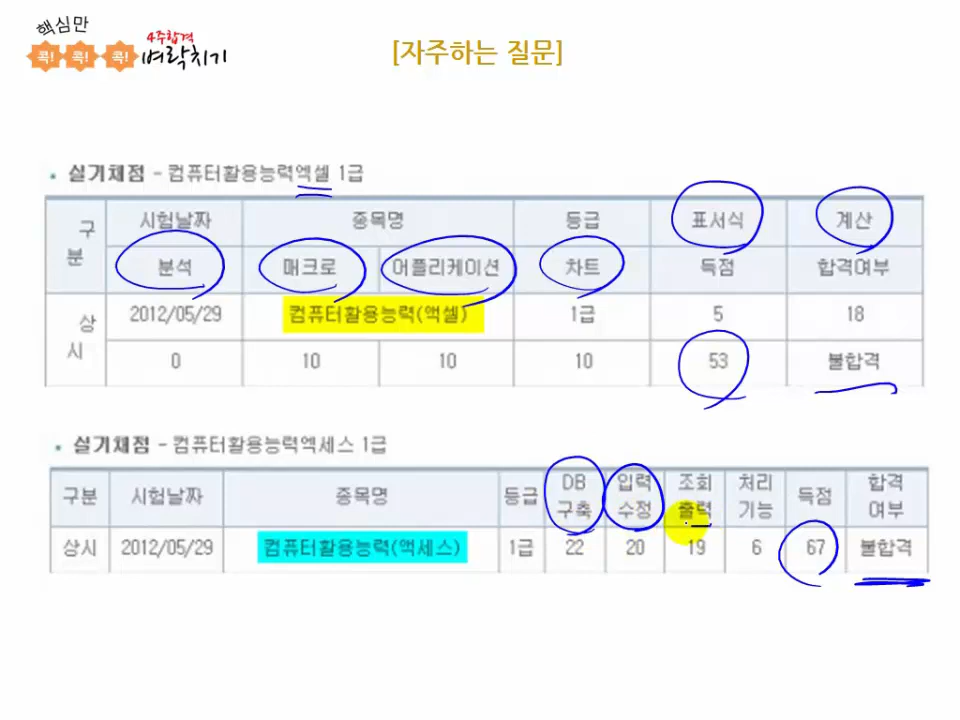 핵심만
콕! 콕! 콕! 4주합격 벼락치기
[자주하는 질문]
• 실기채점 - 컴퓨터활용능력엑셀 1급
구분 시험날짜 종목명 등급 표서식 계산
분석 매크로 어플리케이션 차트 득점 합격여부
상시 2012/05/29 컴퓨터활용능력(액셀) 1급 5 18
0 10 10 10 53 불합격
• 실기채점 - 컴퓨터활용능력엑세스 1급
구분 시험날짜 종목명 등급 DB구축 입력수정 조회출력 처리기능 득점 합격여부
상시 2012/05/29 컴퓨터활용능력(액세스) 1급 22 20 19 6 67 불합격